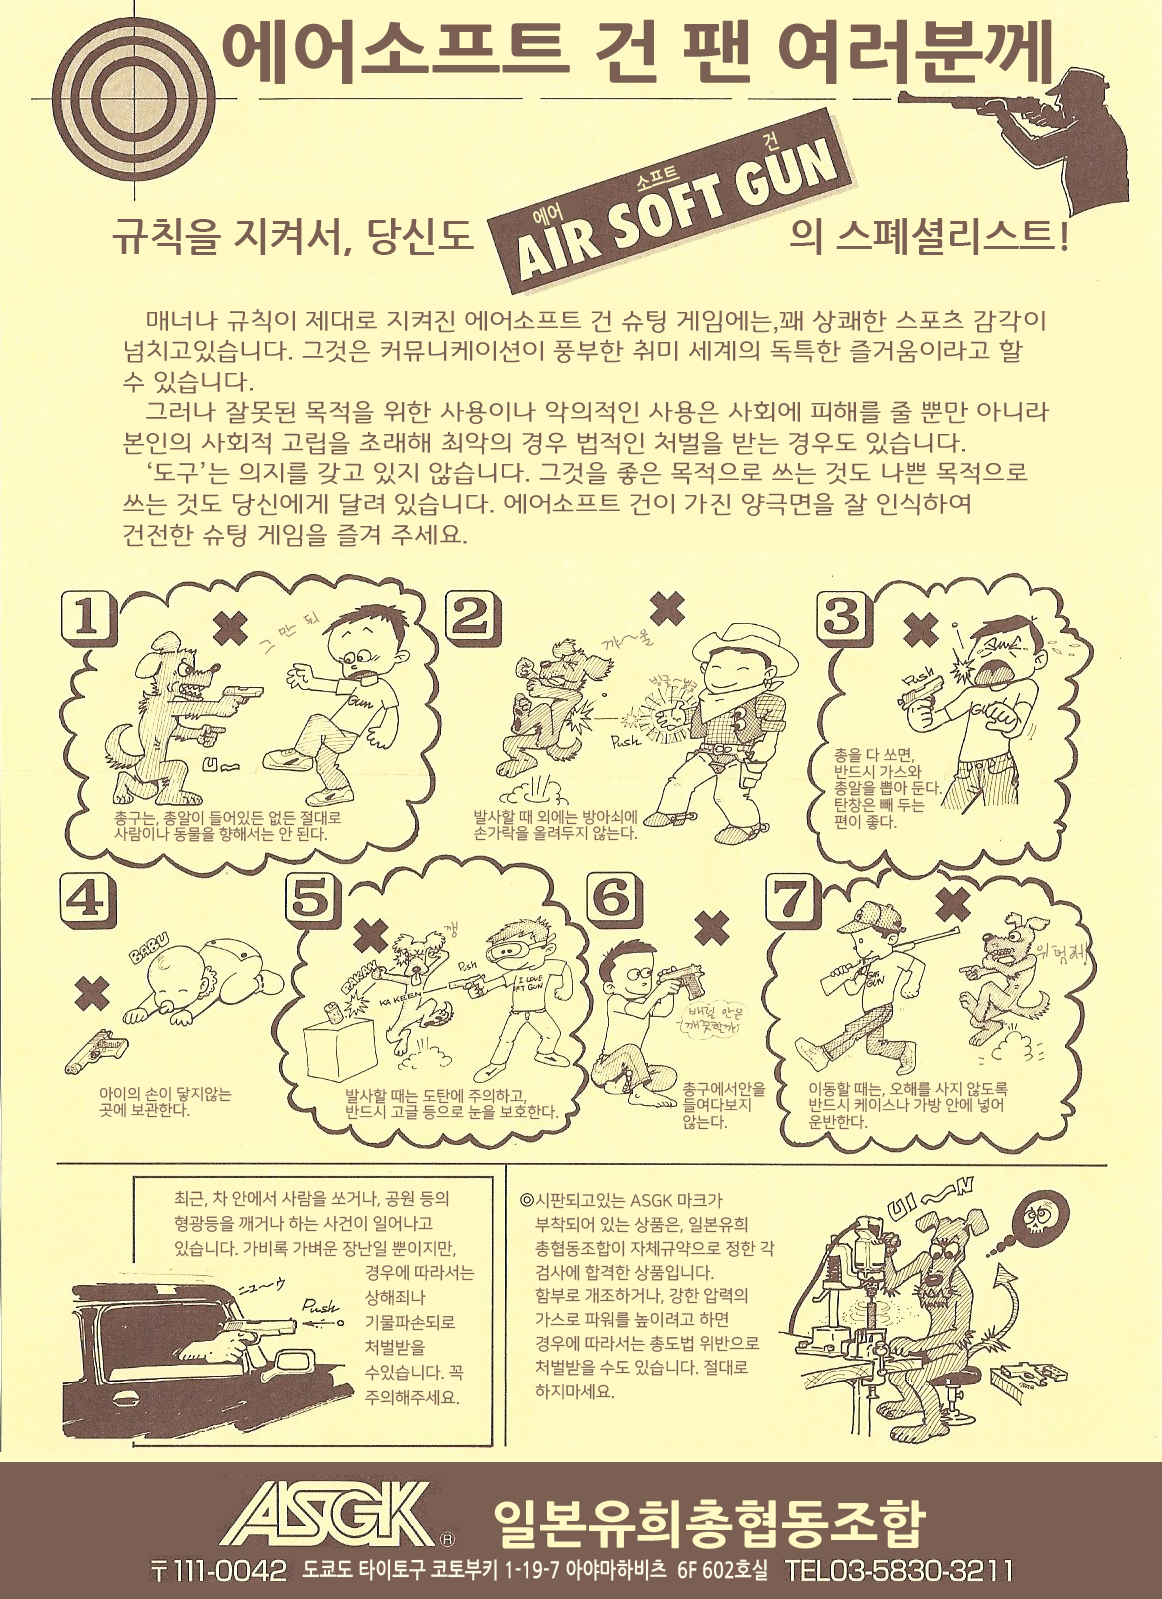 에어소프트 건 팬 여러분께
규칙을 지켜서, 당신도
에어 소프트 건
AIR SOFT GUN
의 스페셜리스트!
매너나 규칙이 제대로 지켜진 에어소프트 건 슈팅 게임에는,꽤 상쾌한 스포츠 감각이
넘치고있습니다. 그것은 커뮤니케이션이 풍부한 취미 세계의 독특한 즐거움이라고 할
수 있습니다.
그러나 잘못된 목적을 위한 사용이나 악의적인 사용은 사회에 피해를 줄 뿐만 아니라
본인의 사회적 고립을 초래해 최악의 경우 법적인 처벌을 받는 경우도 있습니다.
‘도구’는 의지를 갖고 있지 않습니다. 그것을 좋은 목적으로 쓰는 것도 나쁜 목적으로
쓰는 것도 당신에게 달려 있습니다. 에어소프트 건이 가진 양극면을 잘 인식하여
건전한 슈팅 게임을 즐겨 주세요.
1
그만둬
Gun
U~
총구는, 총알이 들어있든 없든 절대로
사람이나 동물을 향해서는 안 된다.
2
꺄~울
방글~방글
Push
발사할 때 외에는 방아쇠에
손가락을 올려두지 않는다.
3
Push
총을 다 쏘면,
반드시 가스와
총알을 뽑아 둔다.
탄창은 빼 두는
편이 좋다.
4
BABU
아이의 손이 닿지않는
곳에 보관한다.
5
깽
BAKAN
KA KEEN
Push
I LOVE
GUN
발사할 때는 도탄에 주의하고,
반드시 고글 등으로 눈을 보호한다.
6
배럴 안은
깨끗한가
총구에서안을
들여다보지
않는다.
7
위험해!
GUN
이동할 때는, 오해를 사지 않도록
반드시 케이스나 가방 안에 넣어
운반한다.
최근, 차 안에서 사람을 쏘거나, 공원 등의
형광등을 깨거나 하는 사건이 일어나고
있습니다. 가비록 가벼운 장난일 뿐이지만,
경우에 따라서는
상해죄나
기물파손되로
처벌받을
수있습니다. 꼭
주의해주세요.
ニュ〜ウ
Push
◎시판되고있는 ASGK 마크가
부착되어 있는 상품은, 일본유희
총협동조합이 자체규약으로 정한 각
검사에 합격한 상품입니다.
함부로 개조하거나, 강한 압력의
가스로 파워를 높이려고 하면
경우에 따라서는 총도법 위반으로
처벌받을 수도 있습니다. 절대로
하지마세요.
UI~N
ASGK ® 일본유희총협동조합
〒111-0042 도쿄도 타이토구 코토부키 1-19-7 아야마하비츠 6F 602호실 TEL03-5830-3211